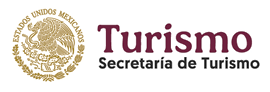 ESTADOS UNIDOS MEXICANOS
Turismo
Secretaría de Turismo